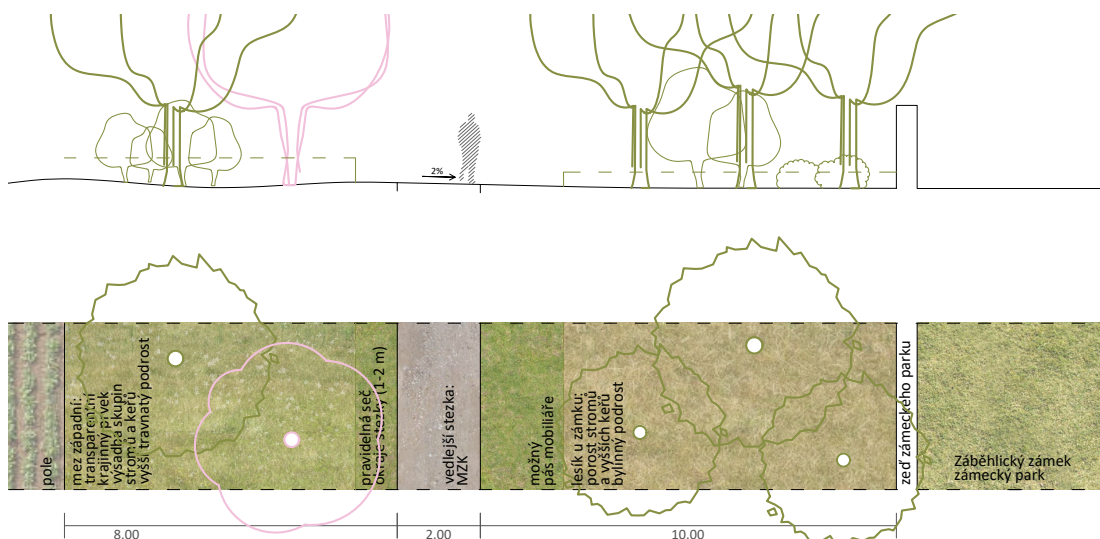 2%
pole
mez západní:
transparentní
krajinný prvek
výsadba skupin
stromů a keřů
vyšší travnatý podrost
pravidelná seč
okraje stezky (1-2 m)
vedlejší stezka:
MZK
možný
pás mobiliáře
lesík u zámku:
porost stromů
a vyšších keřů
bylinný podrost
zeď zámeckého parku
Záběhlický zámek
zámecký park
8.00
2.00
10.00